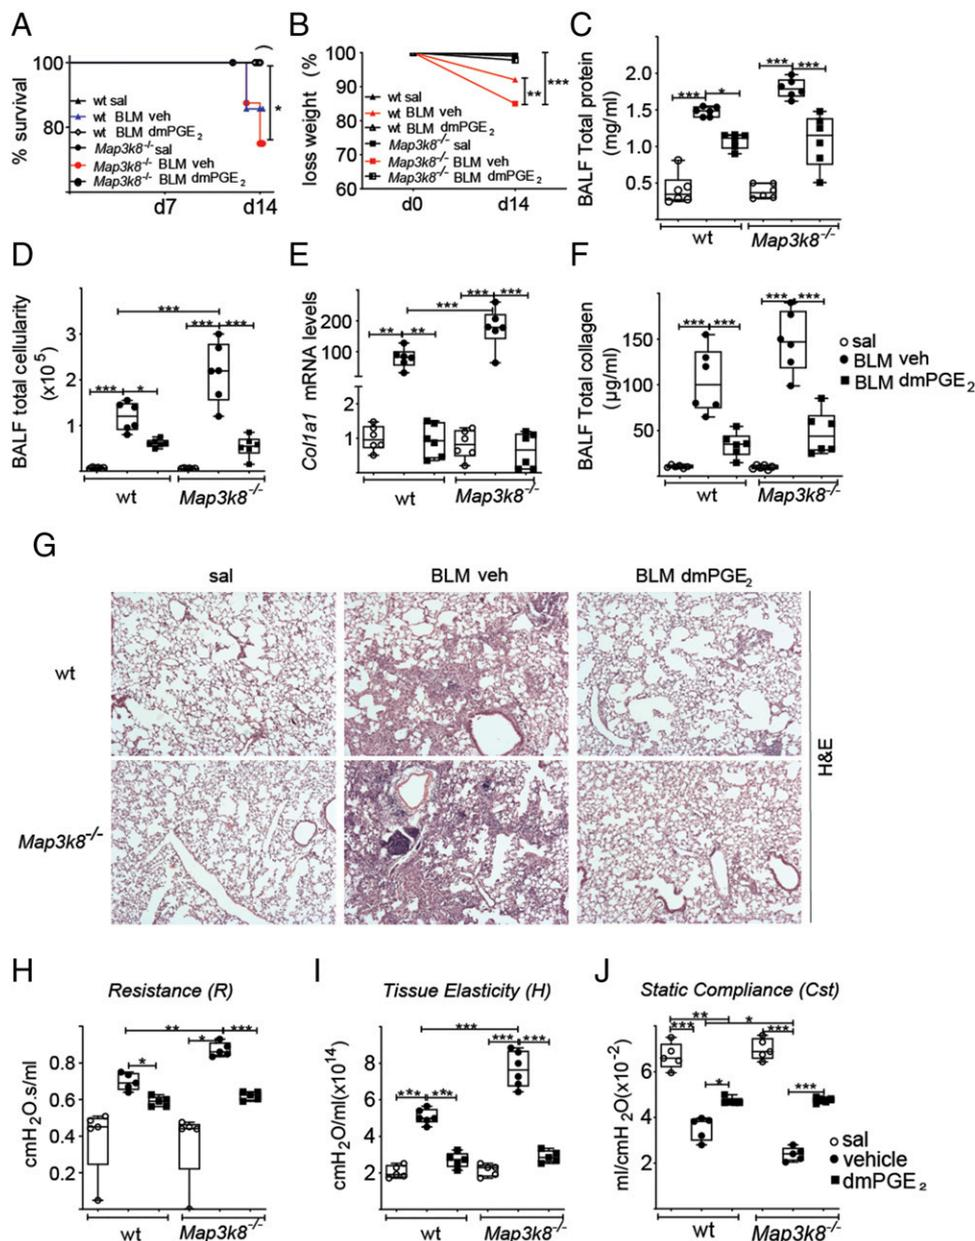 A
% survival
100
80
wt sal
wt BLM veh
wt BLM dmPGE2
Map3k8-/- sal
Map3k8-/- BLM veh
Map3k8-/- BLM dmPGE2
*
d7
d14
B
loss weight (%
100
90
80
70
60
wt sal
wt BLM veh
wt BLM dmPGE2
Map3k8-/- sal
Map3k8-/- BLM veh
Map3k8-/- BLM dmPGE2
**
***
d0
d14
C
BALF Total protein
(mg/ml)
2.0
1.5
1.0
0.5
*** *
*** ***
wt
Map3k8-/-
D
BALF total cellularity
(x10 5)
3
2
1
***
*** ***
*** *
wt
Map3k8-/-
E
Col1a1 mRNA levels
200
100
2
1
*** ***
***
** **
wt
Map3k8-/-
F
BALF Total collagen
(µg/ml)
150
100
50
*** ***
*** ***
wt
Map3k8-/-
sal
BLM veh
BLM dmPGE2
G
sal
BLM veh
BLM dmPGE2
wt
Map3k8-/-
H&E
H
Resistance (R)
cmH2O.s/ml
0.8
0.6
0.4
0.2
**
* ***
*
wt
Map3k8-/-
I
Tissue Elasticity (H)
cmH2O/ml(x10 14)
8
6
4
2
***
*** ***
*** ***
wt
Map3k8-/-
J
Static Compliance (Cst)
ml/cmH2O(x10-2)
6
4
2
** *
*** ***
* ***
wt
Map3k8-/-
sal
vehicle
dmPGE2